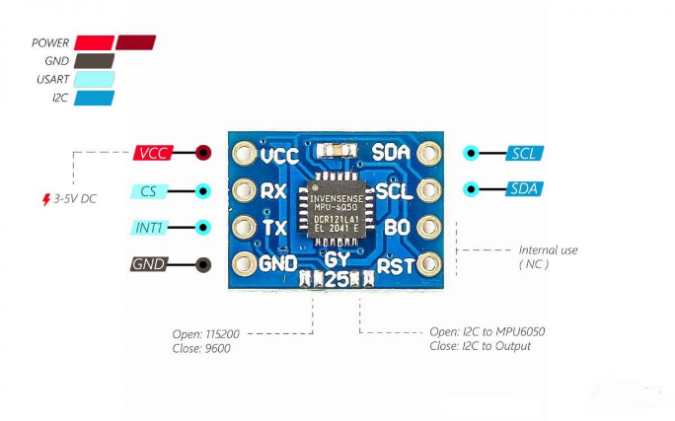 POWER
GND
USART
I2C
VCC
CS
INT1
GND
3-5V DC
VCC
RX
TX
GND
SDA
SCL
BO
RST
INVENSENSE
MPU-6050
DCR121LA1
EL 2041 E
GY
25
SCL
SDA
Internal use
( NC )
Open: 115200
Close: 9600
Open: I2C to MPU6050
Close: I2C to Output